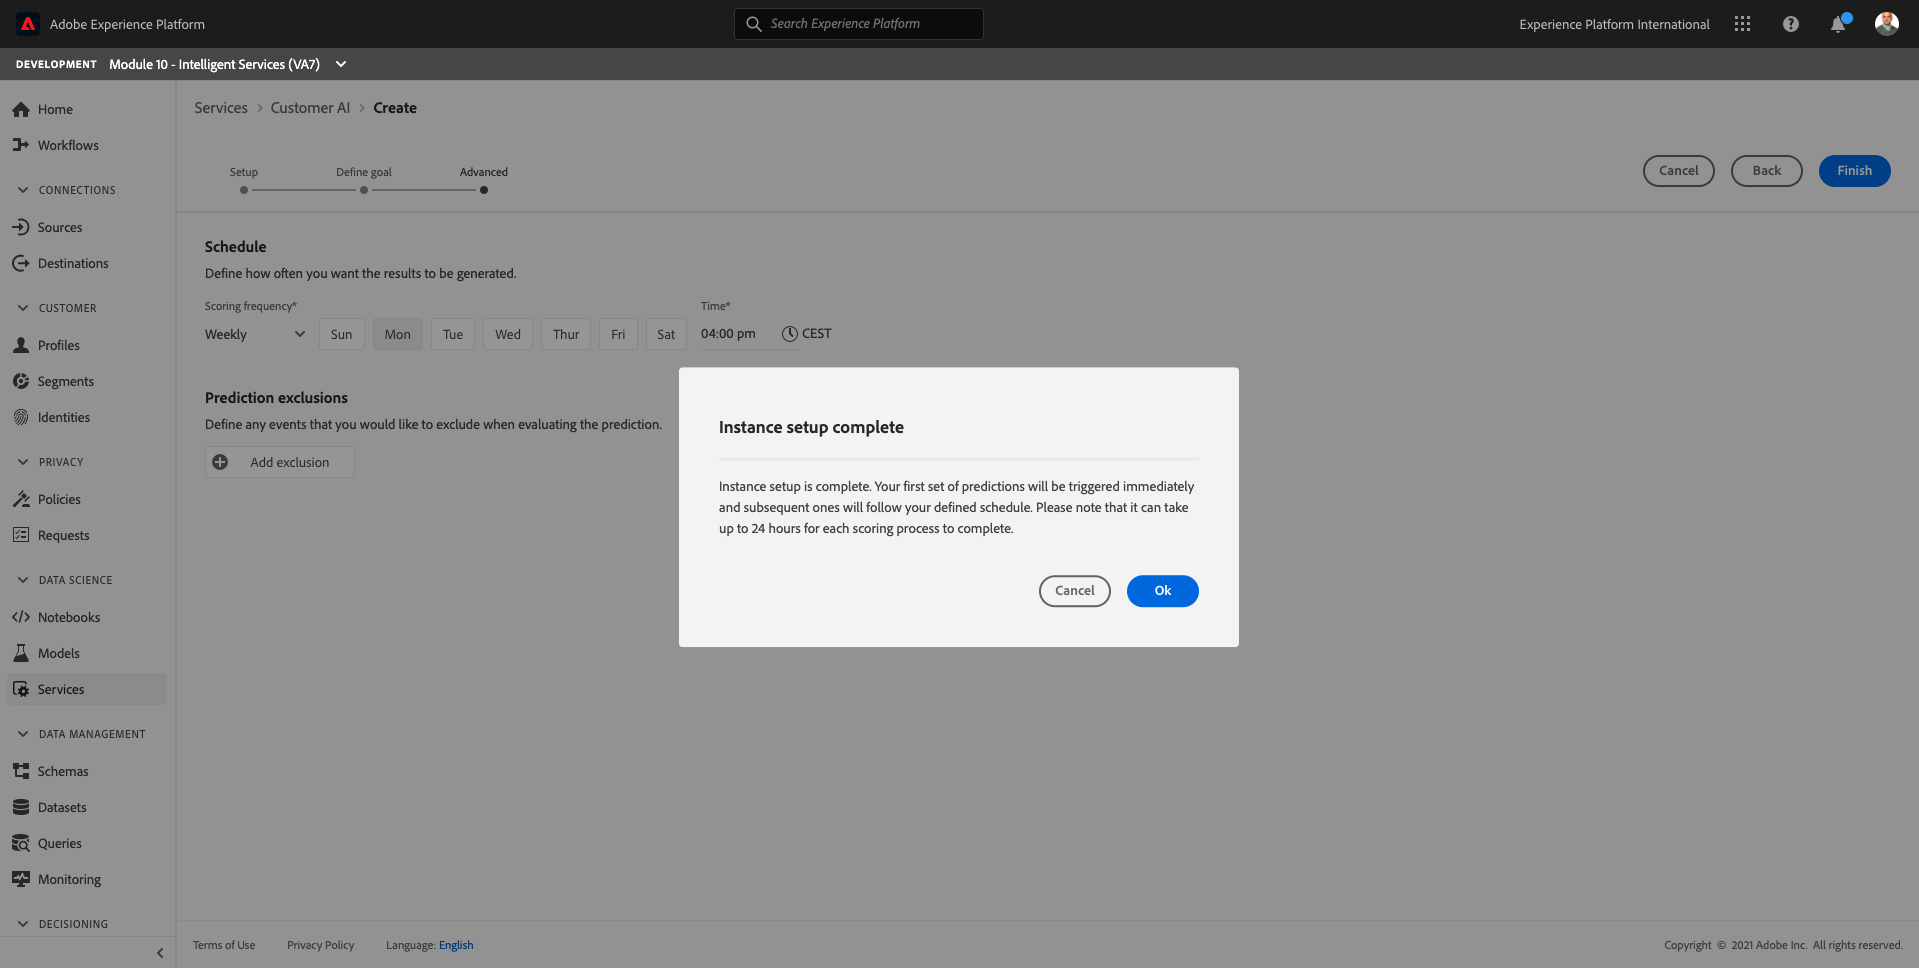 Adobe Experience Platform
Search Experience Platform
Experience Platform International
DEVELOPMENT Module 10 - Intelligent Services (VA7)
Home
Workflows
CONNECTIONS
Sources
Destinations
CUSTOMER
Profiles
Segments
Identities
PRIVACY
Policies
Requests
DATA SCIENCE
Notebooks
Models
Services
DATA MANAGEMENT
Schemas
Datasets
Queries
Monitoring
DECISIONING
Services > Customer AI > Create
Setup
Define goal
Advanced
Cancel
Back
Finish
Schedule
Define how often you want the results to be generated.
Scoring frequency*
Time*
Weekly
Sun
Mon
Tue
Wed
Thur
Fri
Sat
04:00 pm
CEST
Prediction exclusions
Define any events that you would like to exclude when evaluating the prediction.
Add exclusion
Instance setup complete
Instance setup is complete. Your first set of predictions will be triggered immediately
and subsequent ones will follow your defined schedule. Please note that it can take
up to 24 hours for each scoring process to complete.
Cancel
Ok
Terms of Use
Privacy Policy
Language: English
Copyright © 2021 Adobe Inc. All rights reserved.